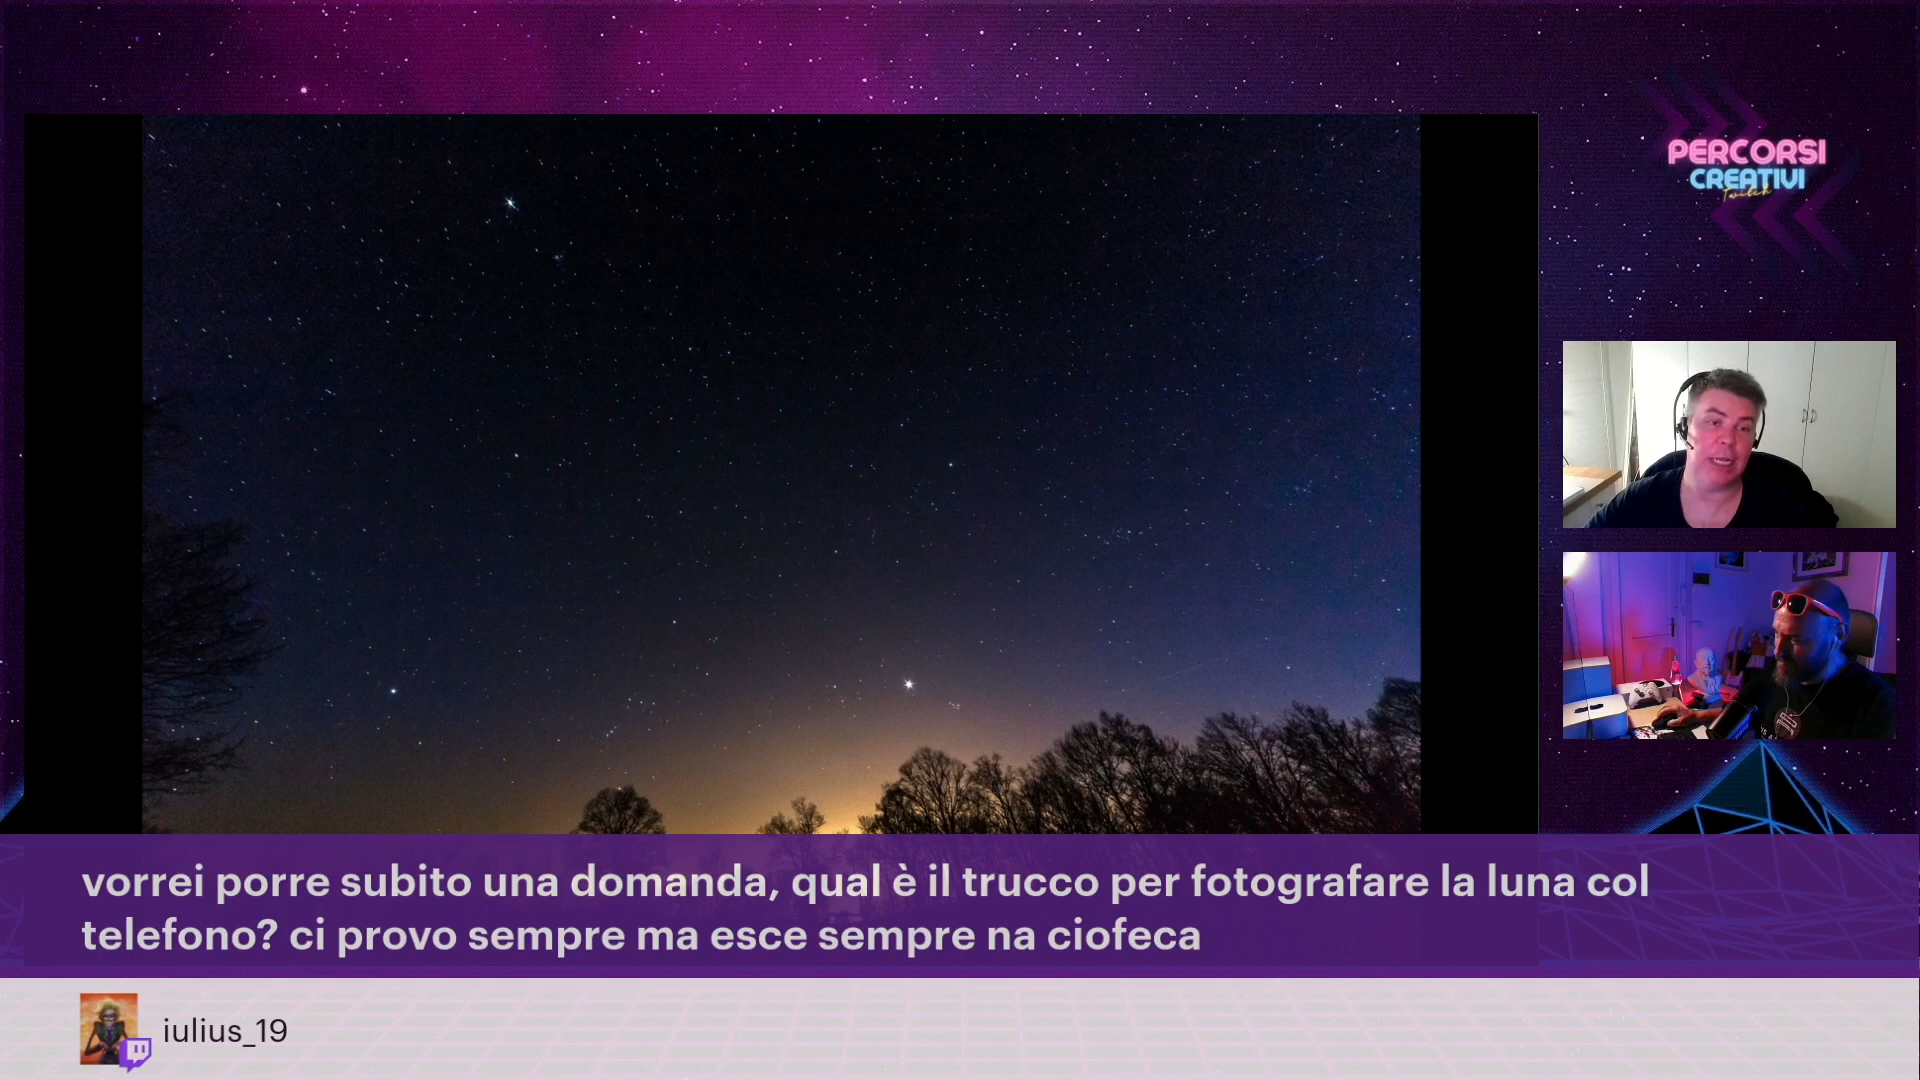 PERCORSI
CREATIVI
Twitch
vorrei porre subito una domanda, qual è il trucco per fotografare la luna col
telefono? ci provo sempre ma esce sempre na ciofeca
iulius_19